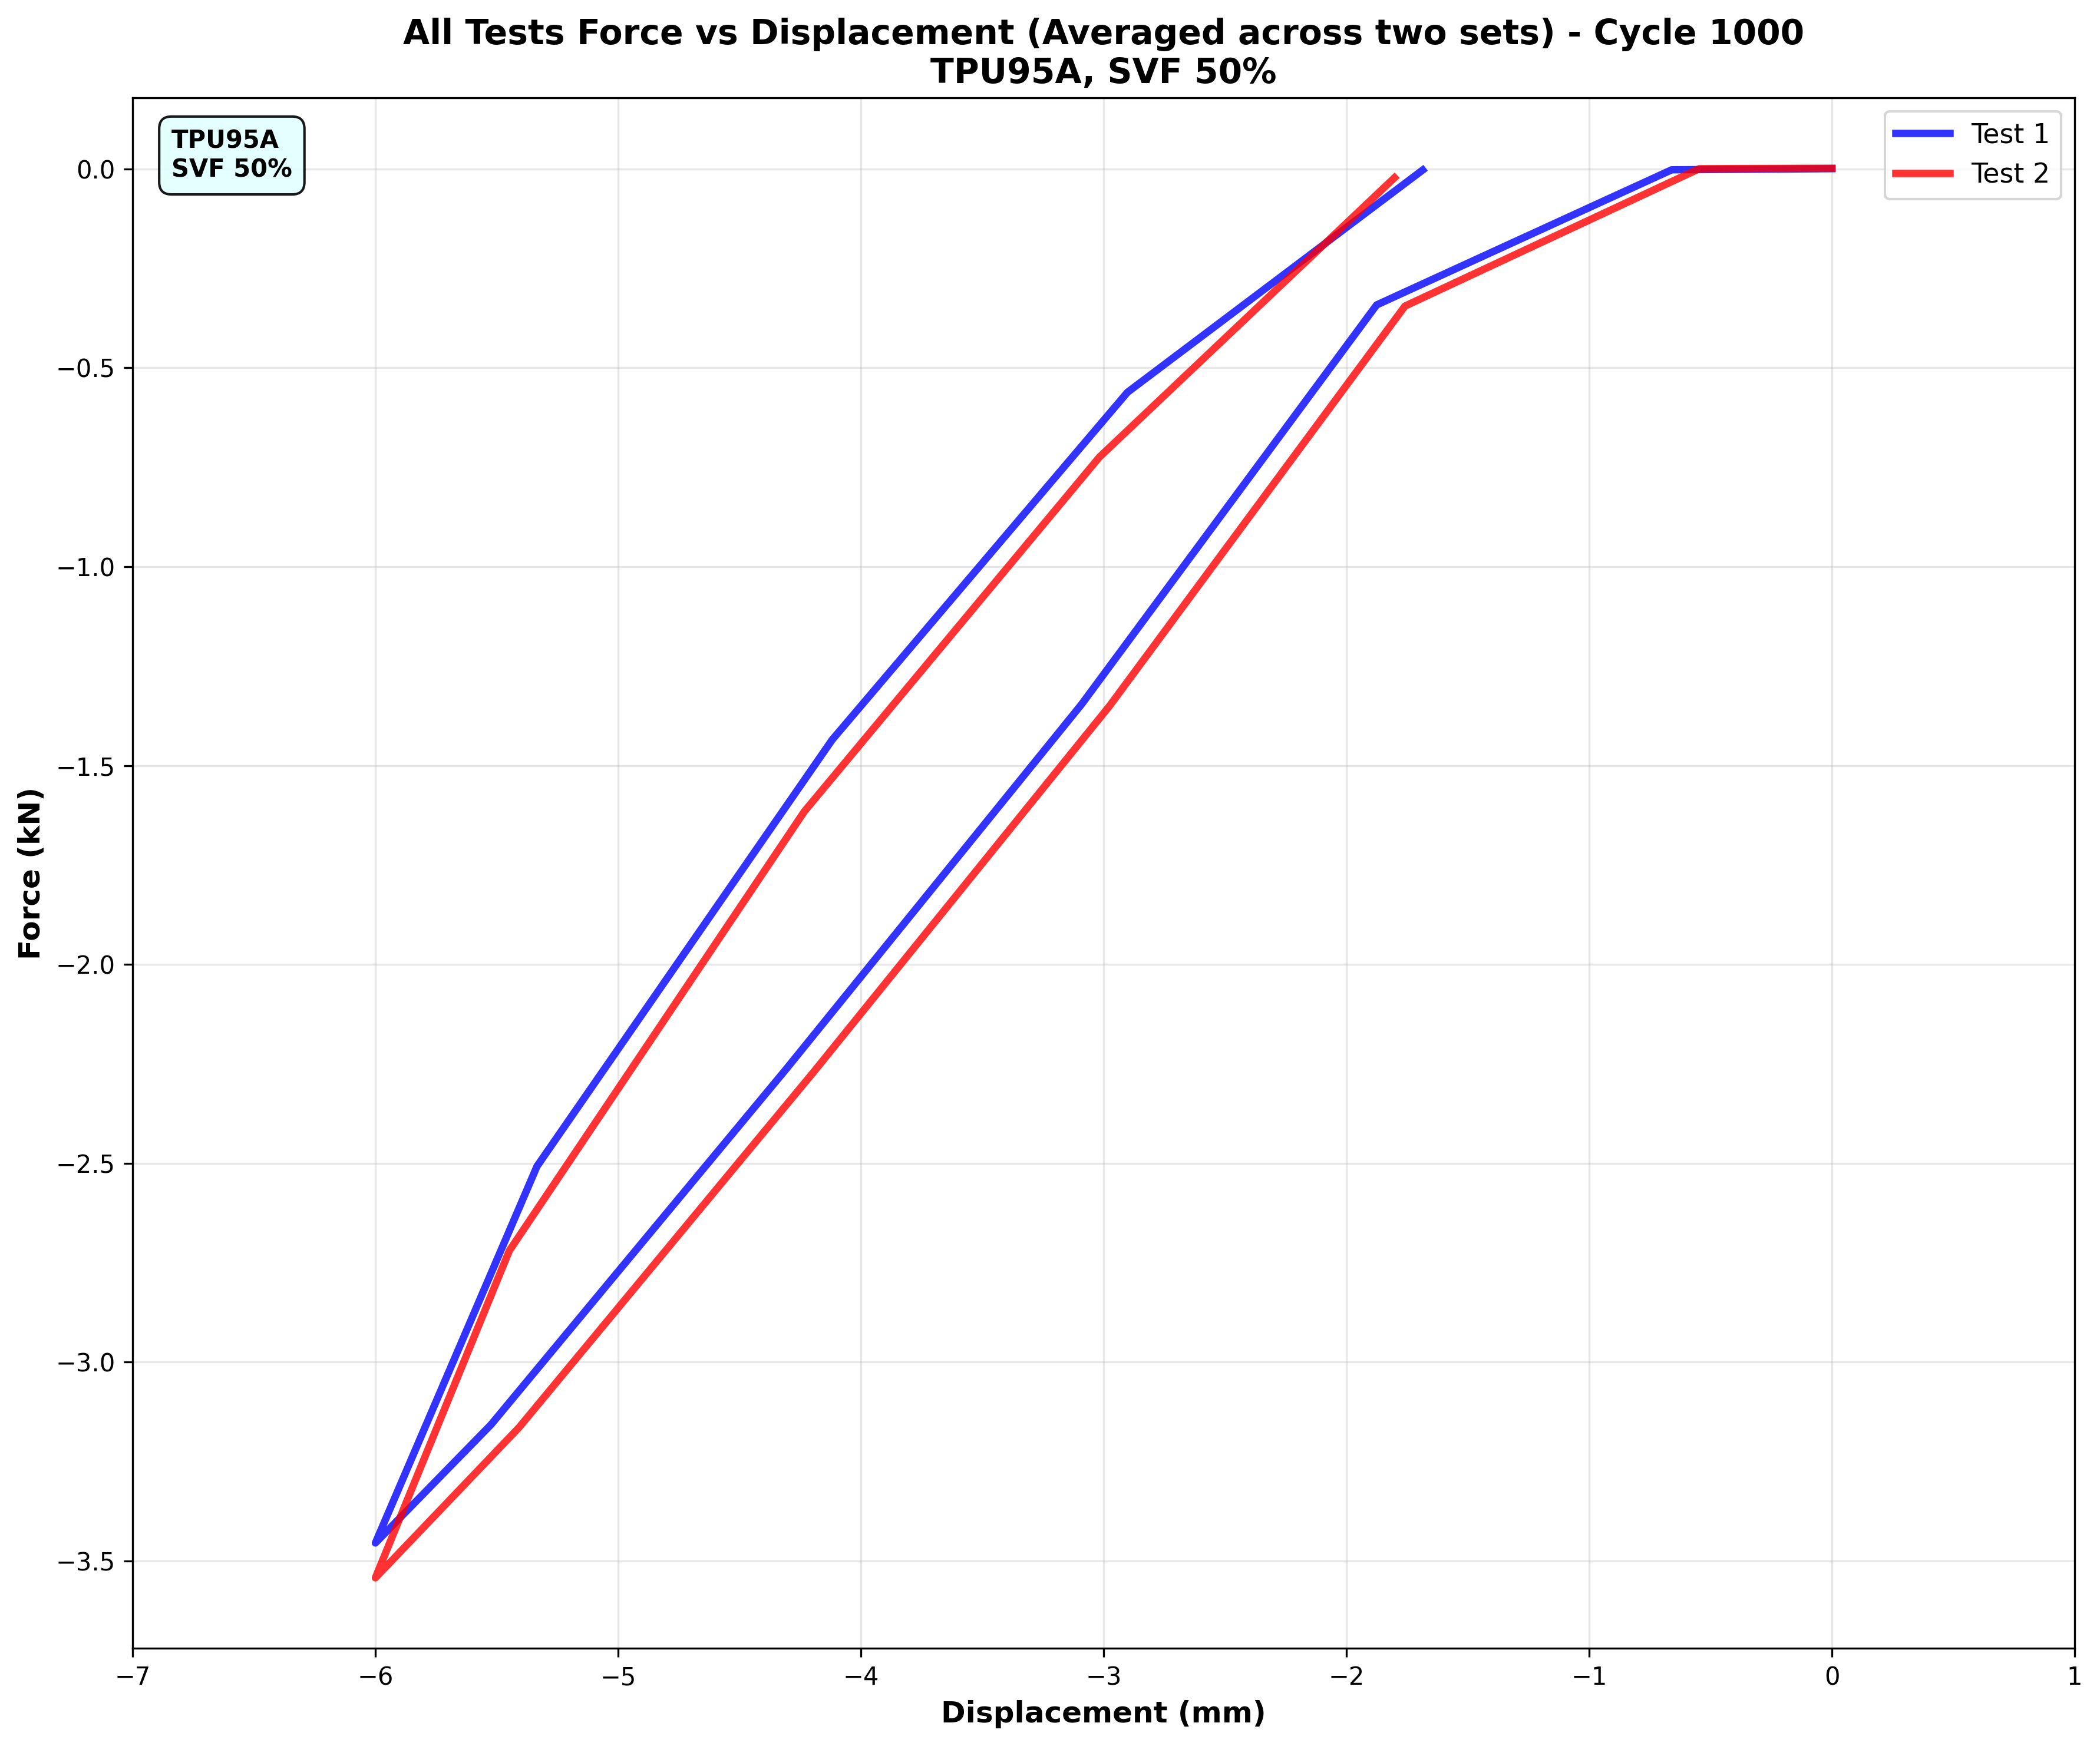 All Tests Force vs Displacement (Averaged across two sets) - Cycle 1000
TPU95A, SVF 50%
TPU95A
SVF 50%
Test 1
Test 2
0.0
−0.5
−1.0
−1.5
−2.0
−2.5
−3.0
−3.5
Force (kN)
−7
−6
−5
−4
−3
−2
−1
0
1
Displacement (mm)